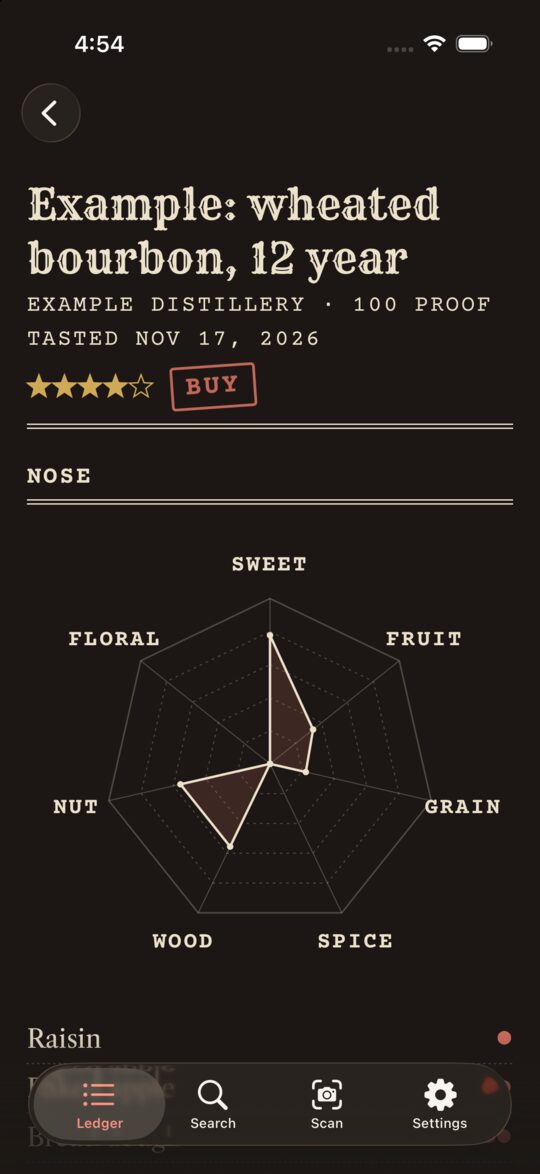 4:54
Example: wheated
bourbon, 12 year
EXAMPLE DISTILLERY · 100 PROOF
TASTED NOV 17, 2026
★★★★☆ BUY
NOSE
SWEET
FLORAL FRUIT
NUT GRAIN
WOOD SPICE
Raisin
Ledger Search Scan Settings